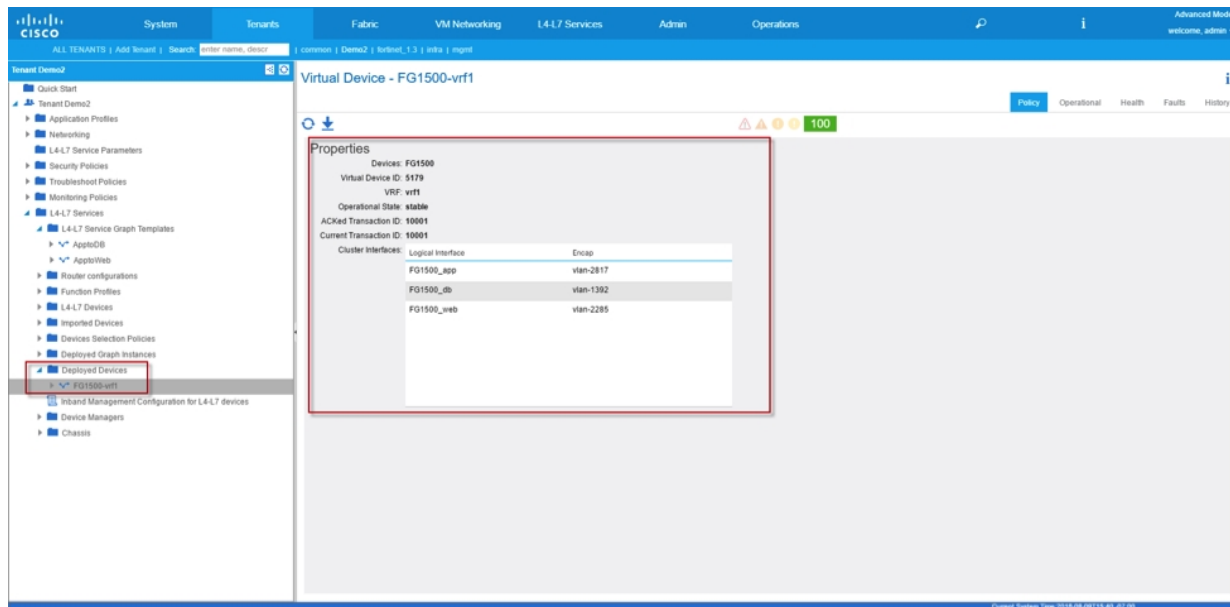 CISCO
System
Tenants
Fabric
VM Networking
L4-L7 Services
Admin
Operations
i
Advanced Mode
welcome, admin
ALL TENANTS | Add Tenant | Search: enter name, descr | common | Demo2 | fortinet_1.3 | infra | mgmt
Tenant Demo2
Quick Start
Tenant Demo2
Application Profiles
Networking
L4-L7 Service Parameters
Security Policies
Troubleshoot Policies
Monitoring Policies
L4-L7 Services
L4-L7 Service Graph Templates
ApptoDB
ApptoWeb
Router configurations
Function Profiles
L4-L7 Devices
Imported Devices
Devices Selection Policies
Deployed Graph Instances
Deployed Devices
FG1500-vrf1
Inband Management Configuration for L4-L7 devices
Device Managers
Chassis
Virtual Device - FG1500-vrf1
i
Policy
Operational
Health
Faults
History
100
Properties
Devices: FG1500
Virtual Device ID: 5179
VRF: vrf1
Operational State: stable
ACKed Transaction ID: 10001
Current Transaction ID: 10001
Cluster Interfaces:
Logical Interface Encap
FG1500_app vlan-2817
FG1500_db vlan-1392
FG1500_web vlan-2285
Current System Time